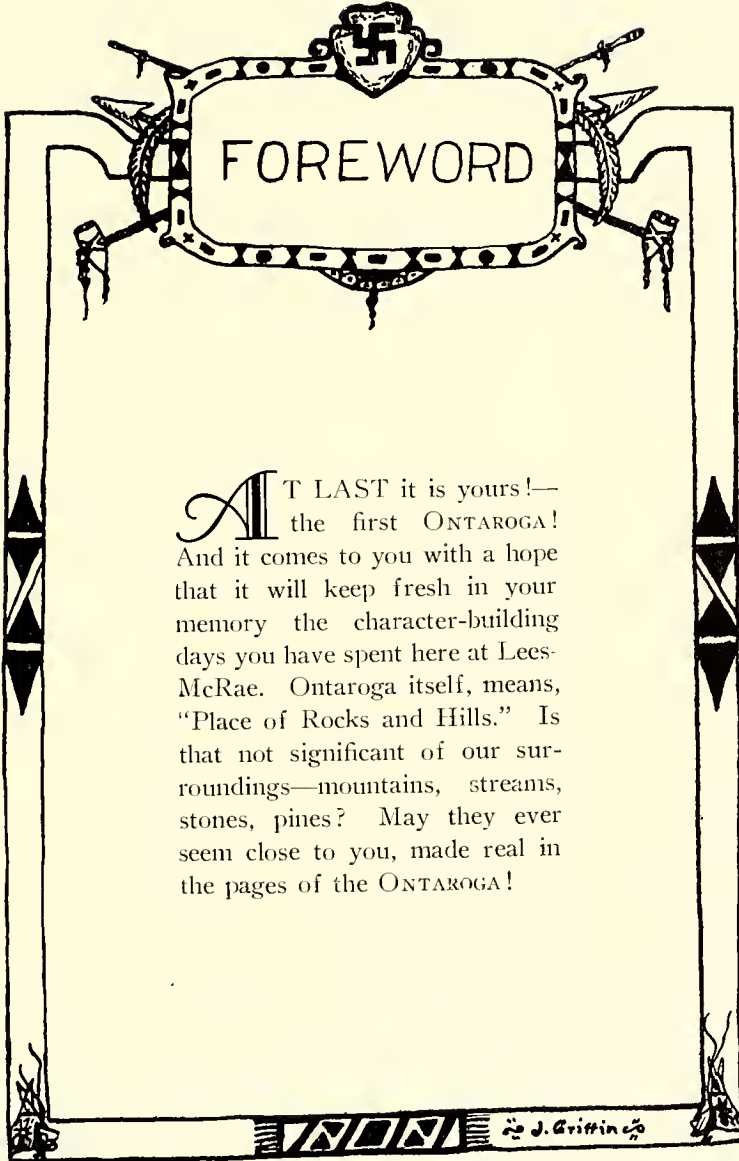 FOREWORD
AT LAST it is yours!—
the first ONTAROGA!
And it comes to you with a hope
that it will keep fresh in your
memory the character-building
days you have spent here at Lees-
McRae. Ontaroga itself, means,
“Place of Rocks and Hills.” Is
that not significant of our sur-
roundings—mountains, streams,
stones, pines? May they ever
seem close to you, made real in
the pages of the ONTAROGA!
J. Griffin